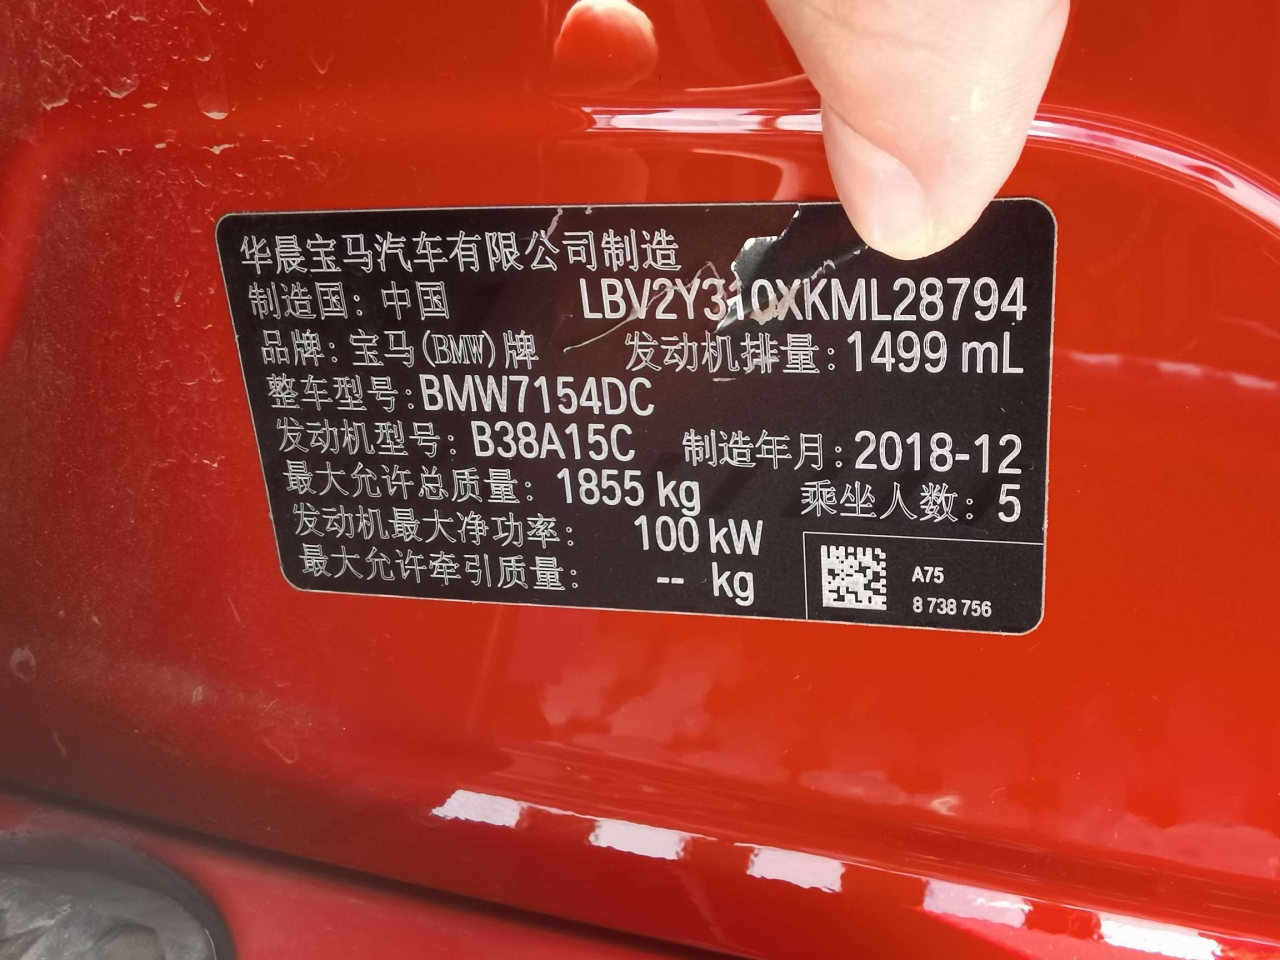 华晨宝马汽车有限公司制造
制造国：中国 LBV2Y310XKML28794
品牌：宝马(BMW)牌 发动机排量：1499 mL
整车型号：BMW7154DC
发动机型号：B38A15C 制造年月：2018-12
最大允许总质量：1855 kg 乘坐人数：5
发动机最大净功率：100 kW
最大允许牵引质量：-- kg
A75
8 738 756